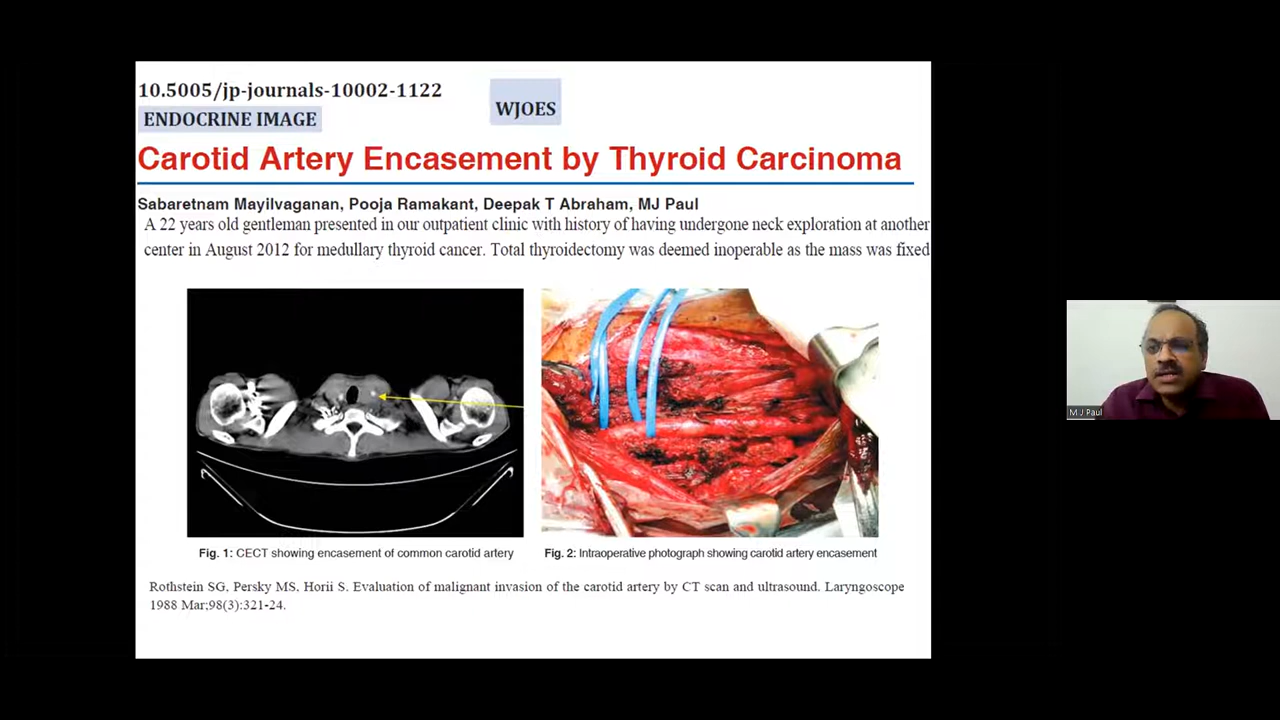 10.5005/jp-journals-10002-1122
WJOES
ENDOCRINE IMAGE
Carotid Artery Encasement by Thyroid Carcinoma
Sabaretnam Mayilvaganan, Pooja Ramakant, Deepak T Abraham, MJ Paul
A 22 years old gentleman presented in our outpatient clinic with history of having undergone neck exploration at another
center in August 2012 for medullary thyroid cancer. Total thyroidectomy was deemed inoperable as the mass was fixed
Fig. 1: CECT showing encasement of common carotid artery
Fig. 2: Intraoperative photograph showing carotid artery encasement
Rothstein SG, Persky MS, Horii S. Evaluation of malignant invasion of the carotid artery by CT scan and ultrasound. Laryngoscope
1988 Mar;98(3):321-24.
M J Paul